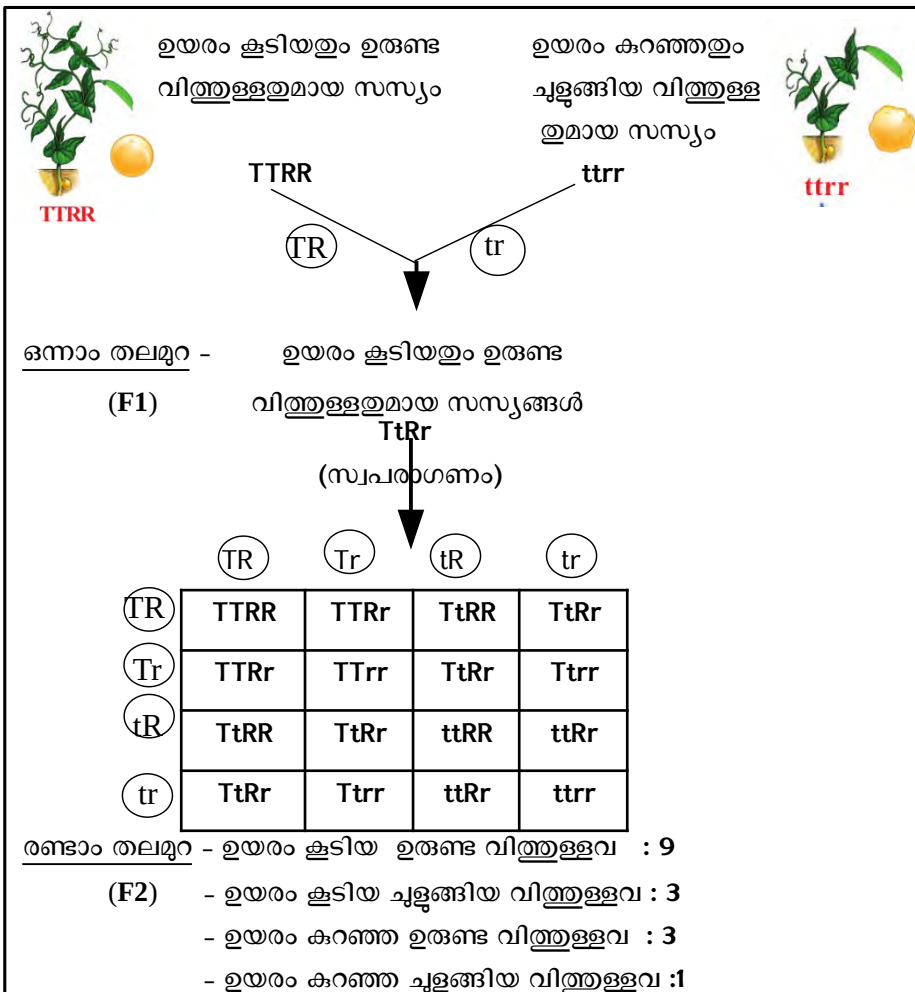 ഉയരം കൂടിയതും ഉരുണ്ട
വിത്തുള്ളതുമായ സസ്യം
ഉയരം കുറഞ്ഞതും
ചുളുങ്ങിയ വിത്തുള്ള
തുമായ സസ്യം
TTRR
ttrr
TTRR
ttrr
TR
tr
ഒന്നാം തലമുറ –
(F1)
ഉയരം കൂടിയതും ഉരുണ്ട
വിത്തുള്ളതുമായ സസ്യങ്ങൾ
TtRr
(സ്വപരാഗണം)
TR Tr tR tr
TR TTRR TTRr TtRR TtRr
Tr TTRr TTrr TtRr Ttrr
tR TtRR TtRr ttRR ttRr
tr TtRr Ttrr ttRr ttrr
രണ്ടാം തലമുറ – ഉയരം കൂടിയ ഉരുണ്ട വിത്തുള്ളവ : 9
(F2) – ഉയരം കൂടിയ ചുളുങ്ങിയ വിത്തുള്ളവ : 3
– ഉയരം കുറഞ്ഞ ഉരുണ്ട വിത്തുള്ളവ : 3
– ഉയരം കുറഞ്ഞ ചുളങ്ങിയ വിത്തുള്ളവ :1